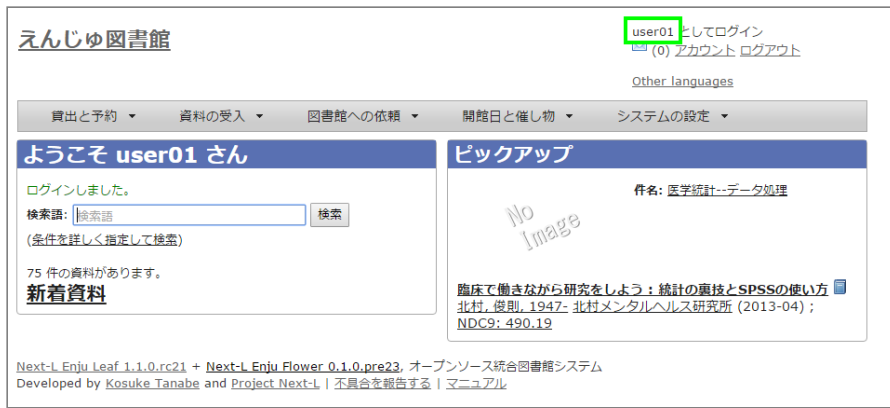 えんじゅ図書館
user01 としてログイン
(0) アカウント ログアウト
Other languages
貸出と予約 ▼ 資料の受入 ▼ 図書館への依頼 ▼ 開館日と催し物 ▼ システムの設定 ▼
ようこそ user01 さん
ログインしました。
検索語: 検索語 検索
(条件を詳しく指定して検索)
75 件の資料があります。
新着資料
ピックアップ
件名: 医学統計--データ処理
No
Image
臨床で働きながら研究をしよう : 統計の裏技とSPSSの使い方
北村, 俊則, 1947- 北村メンタルヘルス研究所 (2013-04) ;
NDC9: 490.19
Next-L Enju Leaf 1.1.0.rc21 + Next-L Enju Flower 0.1.0.pre23, オープンソース統合図書館システム
Developed by Kosuke Tanabe and Project Next-L | 不具合を報告する | マニュアル